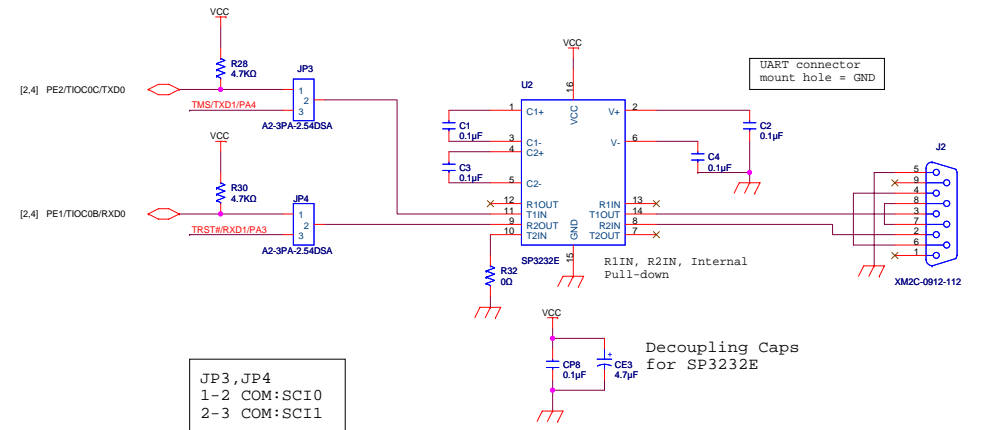 VCC
R28
4.7KΩ
JP3
[2,4] PE2/TIOC0C/TXD0
1
2
3
TMS/TXD1/PA4
A2-3PA-2.54DSA
VCC
R30
4.7KΩ
JP4
[2,4] PE1/TIOC0B/RXD0
1
2
3
TRST#/RXD1/PA3
A2-3PA-2.54DSA
VCC
U2
16
VCC
1 C1+
V+ 2
C1
0.1µF
3 C1-
V- 6
4 C2+
C3
0.1µF
5 C2-
12 R1OUT
R1IN 13
11 T1IN
T1OUT 14
9 R2OUT
R2IN 8
10 T2IN
T2OUT 7
GND
15
SP3232E
R32
0Ω
C2
0.1µF
C4
0.1µF
UART connector
mount hole = GND
R1IN, R2IN, Internal
Pull-down
J2
5
9
4
8
3
7
2
6
1
XM2C-0912-112
VCC
CP8
0.1µF
+
CE3
4.7µF
Decoupling Caps
for SP3232E
JP3,JP4
1-2 COM:SCI0
2-3 COM:SCI1